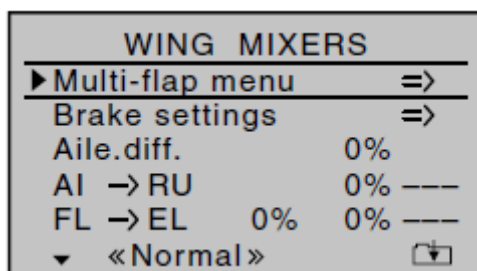 WING MIXERS
▶Multi-flap menu =>
Brake settings =>
Aile.diff. 0%
AI –> RU 0% –––
FL –> EL 0% 0% –––
«Normal»